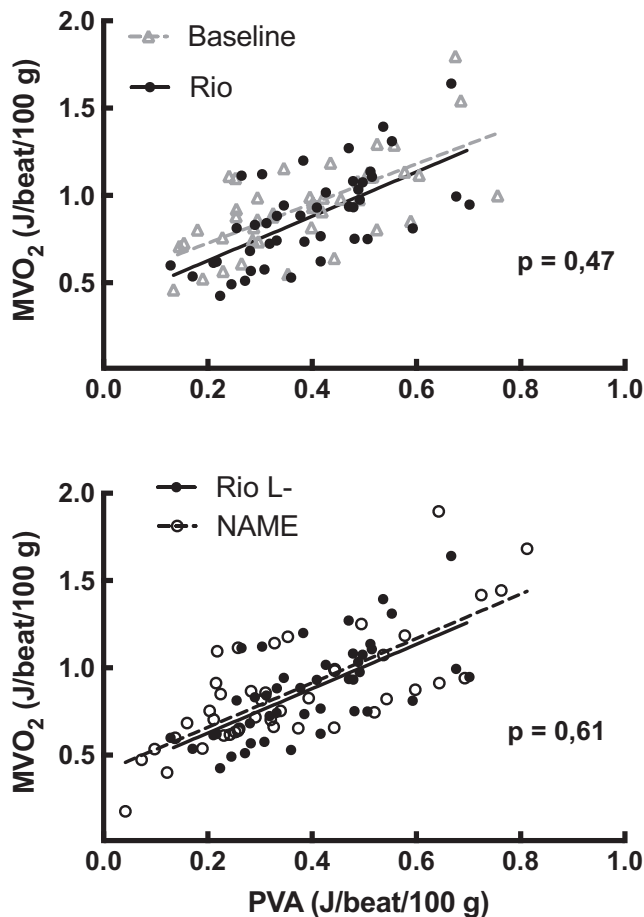 2.0
Baseline
Rio
1.5
1.0
0.5
MVO₂ (J/beat/100 g)
p = 0,47
0.0 0.2 0.4 0.6 0.8 1.0
Rio L-
NAME
2.0
1.5
1.0
0.5
MVO₂ (J/beat/100 g)
p = 0,61
0.0 0.2 0.4 0.6 0.8 1.0
PVA (J/beat/100 g)